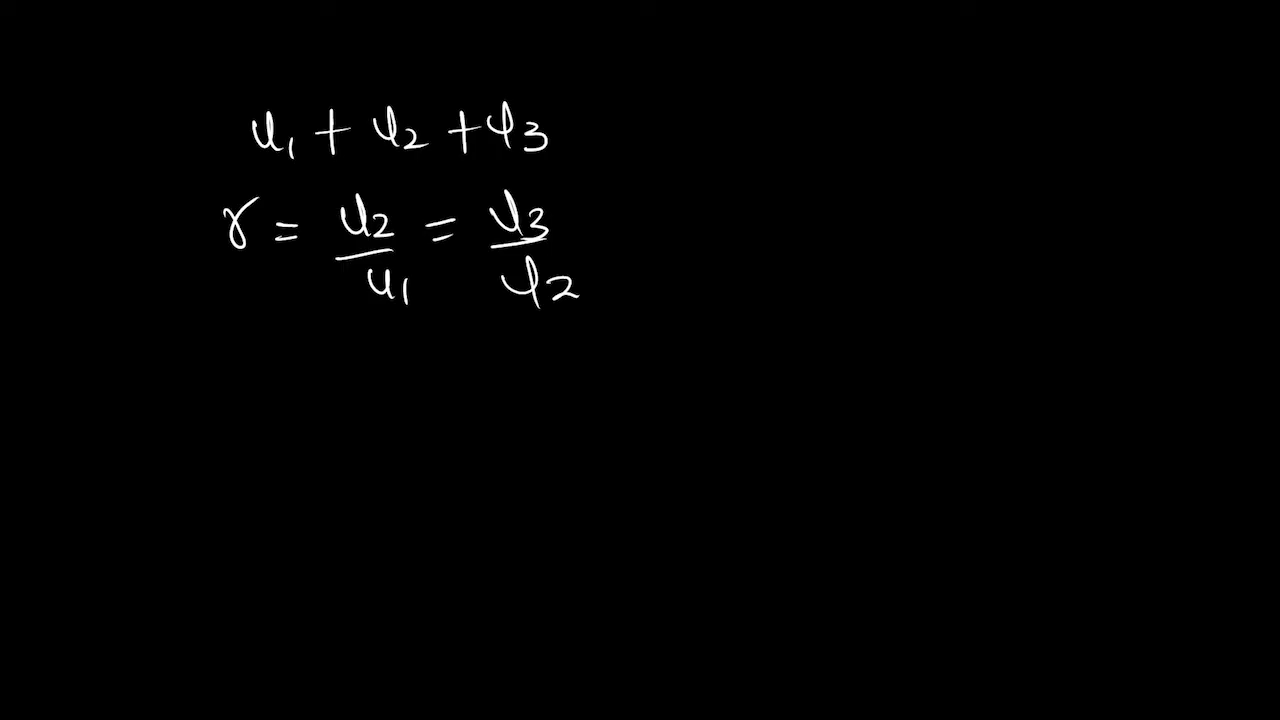 u₁ + u₂ + u₃
r = u₂/u₁ = u₃/u₂